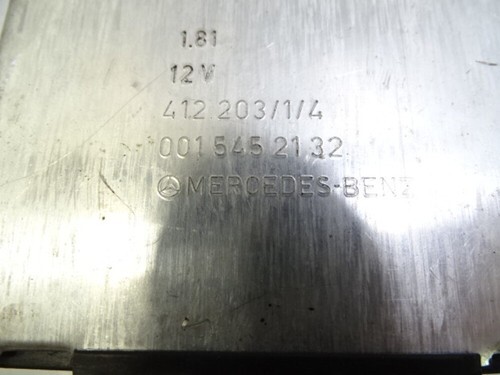 1.81
12 V
412 203/1/4
001 545 21 32
MERCEDES-BENZ